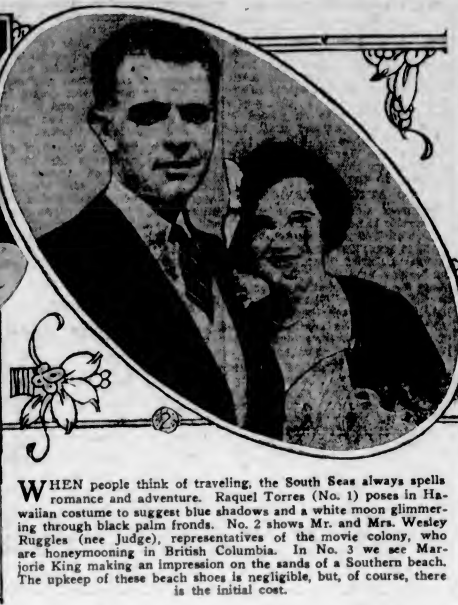 2
WHEN people think of traveling, the South Seas always spells
romance and adventure. Raquel Torres (No. 1) poses in Ha-
waiian costume to suggest blue shadows and a white moon glimmer-
ing through black palm fronds. No. 2 shows Mr. and Mrs. Wesley
Ruggles (nee Judge), representatives of the movie colony, who
are honeymooning in British Columbia. In No. 3 we see Mar-
jorie King making an impression on the sands of a Southern beach.
The upkeep of these beach shoes is negligible, but, of course, there
is the initial cost.